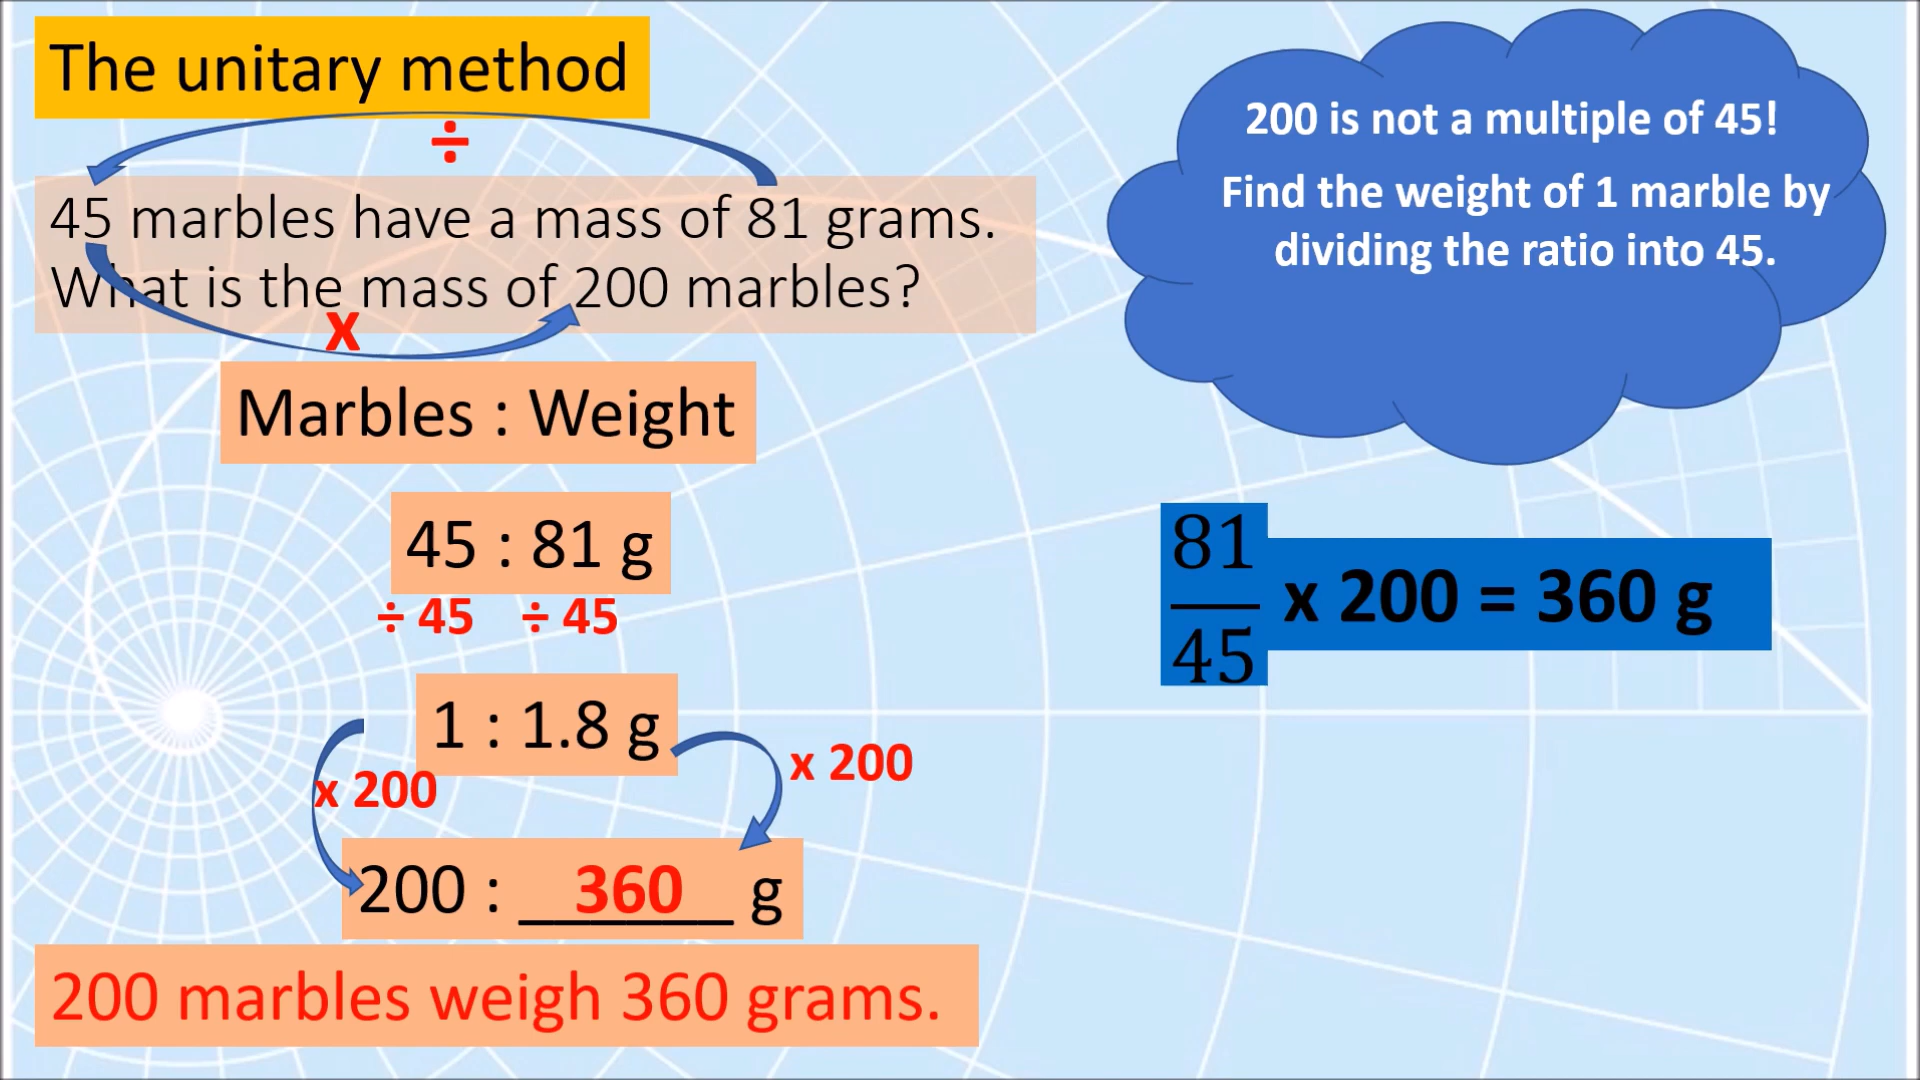 The unitary method
÷
45 marbles have a mass of 81 grams.
What is the mass of 200 marbles?
x
Marbles : Weight
45 : 81 g
÷ 45 ÷ 45
1 : 1.8 g
x 200
x 200
200 : ______ g
360
200 marbles weigh 360 grams.
200 is not a multiple of 45!
Find the weight of 1 marble by
dividing the ratio into 45.
81
45
x 200 = 360 g